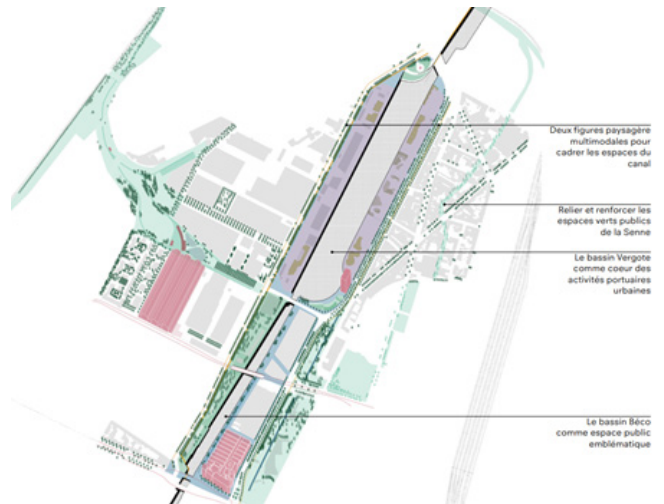 Deux figures paysagère
multimodales pour
cadrer les espaces du
canal
Relier et renforcer les
espaces verts publics
de la Senne
Le bassin Vergote
comme coeur des
activités portuaires
urbaines
Le bassin Béco
comme espace public
emblématique